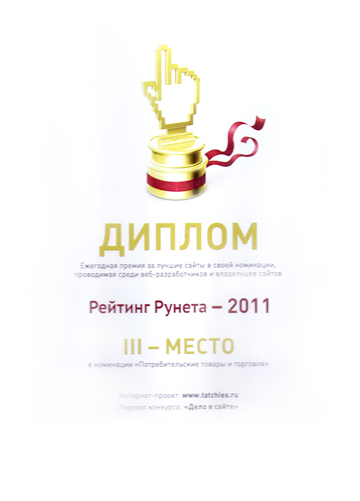 ДИПЛОМ
Ежегодная премия за лучшие сайты в своей номинации,
проводимая среди веб-разработчиков и владельцев сайтов
Рейтинг Рунета – 2011
III – МЕСТО
в номинации «Потребительские товары и торговля»
Интернет-проект: www.tatchies.ru
Лауреат конкурса: «Дело в сайте»